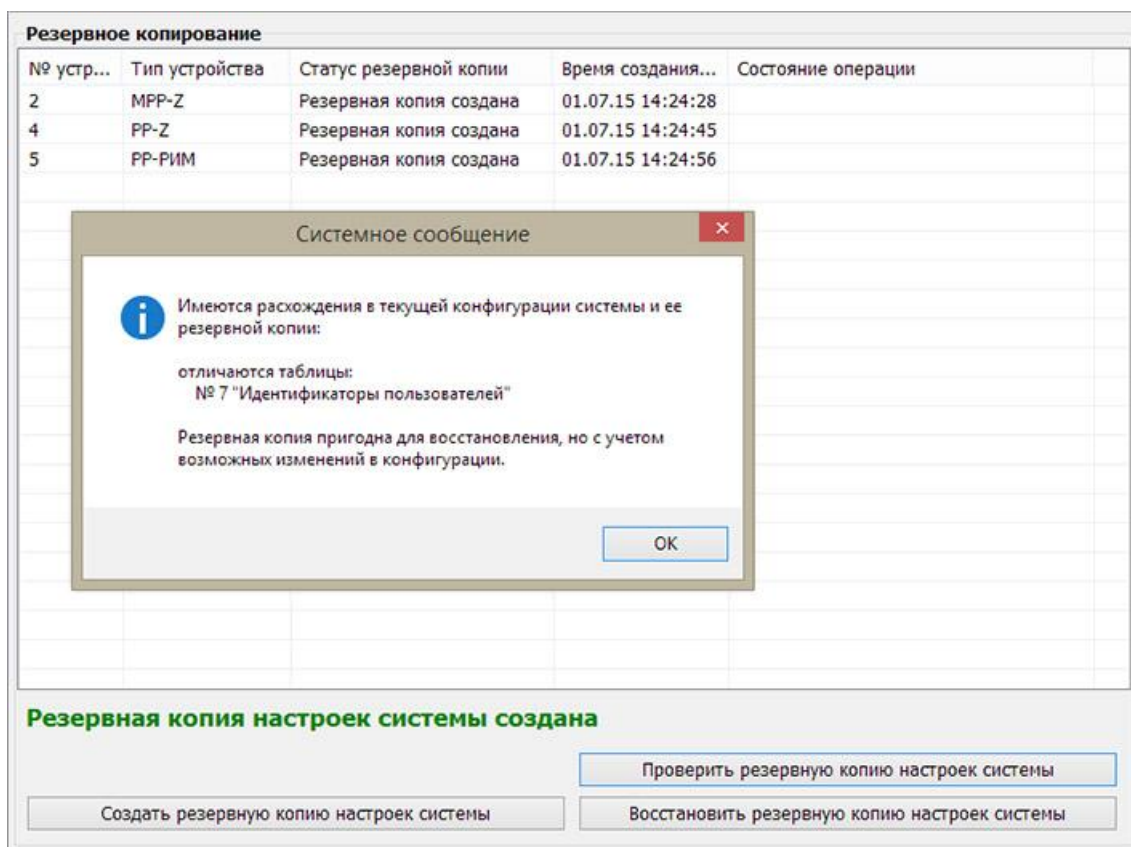 Резервное копирование
№ устр... Тип устройства Статус резервной копии Время создания... Состояние операции
2 MPP-Z Резервная копия создана 01.07.15 14:24:28
4 PP-Z Резервная копия создана 01.07.15 14:24:45
5 PP-РИМ Резервная копия создана 01.07.15 14:24:56
Системное сообщение
Имеются расхождения в текущей конфигурации системы и ее
резервной копии:
отличаются таблицы:
№ 7 "Идентификаторы пользователей"
Резервная копия пригодна для восстановления, но с учетом
возможных изменений в конфигурации.
OK
Резервная копия настроек системы создана
Проверить резервную копию настроек системы
Создать резервную копию настроек системы
Восстановить резервную копию настроек системы